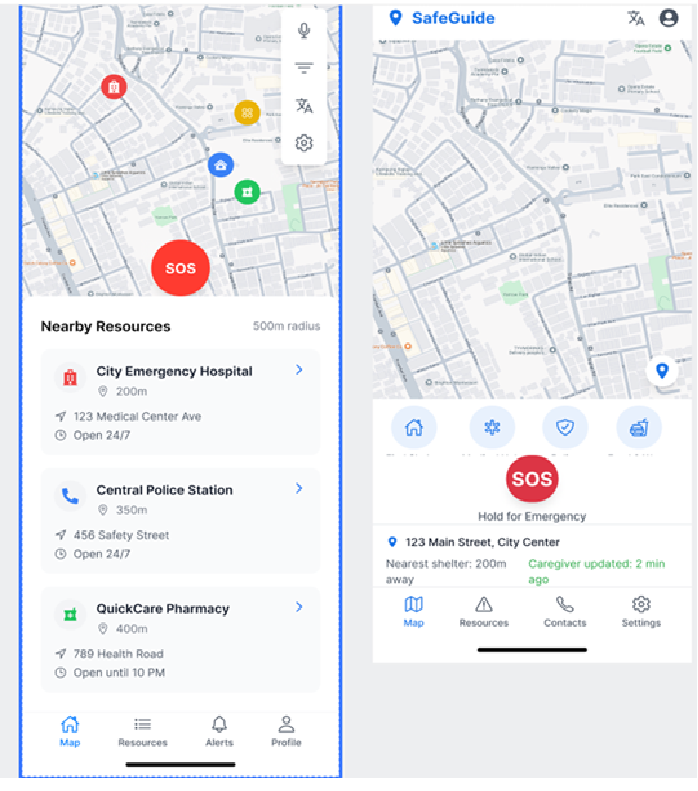 SOS
Nearby Resources
500m radius
City Emergency Hospital
200m
123 Medical Center Ave
Open 24/7
Central Police Station
350m
456 Safety Street
Open 24/7
QuickCare Pharmacy
400m
789 Health Road
Open until 10 PM
Map
Resources
Alerts
Profile
SafeGuide
SOS
Hold for Emergency
123 Main Street, City Center
Nearest shelter: 200m
away
Caregiver updated: 2 min
ago
Map
Resources
Contacts
Settings